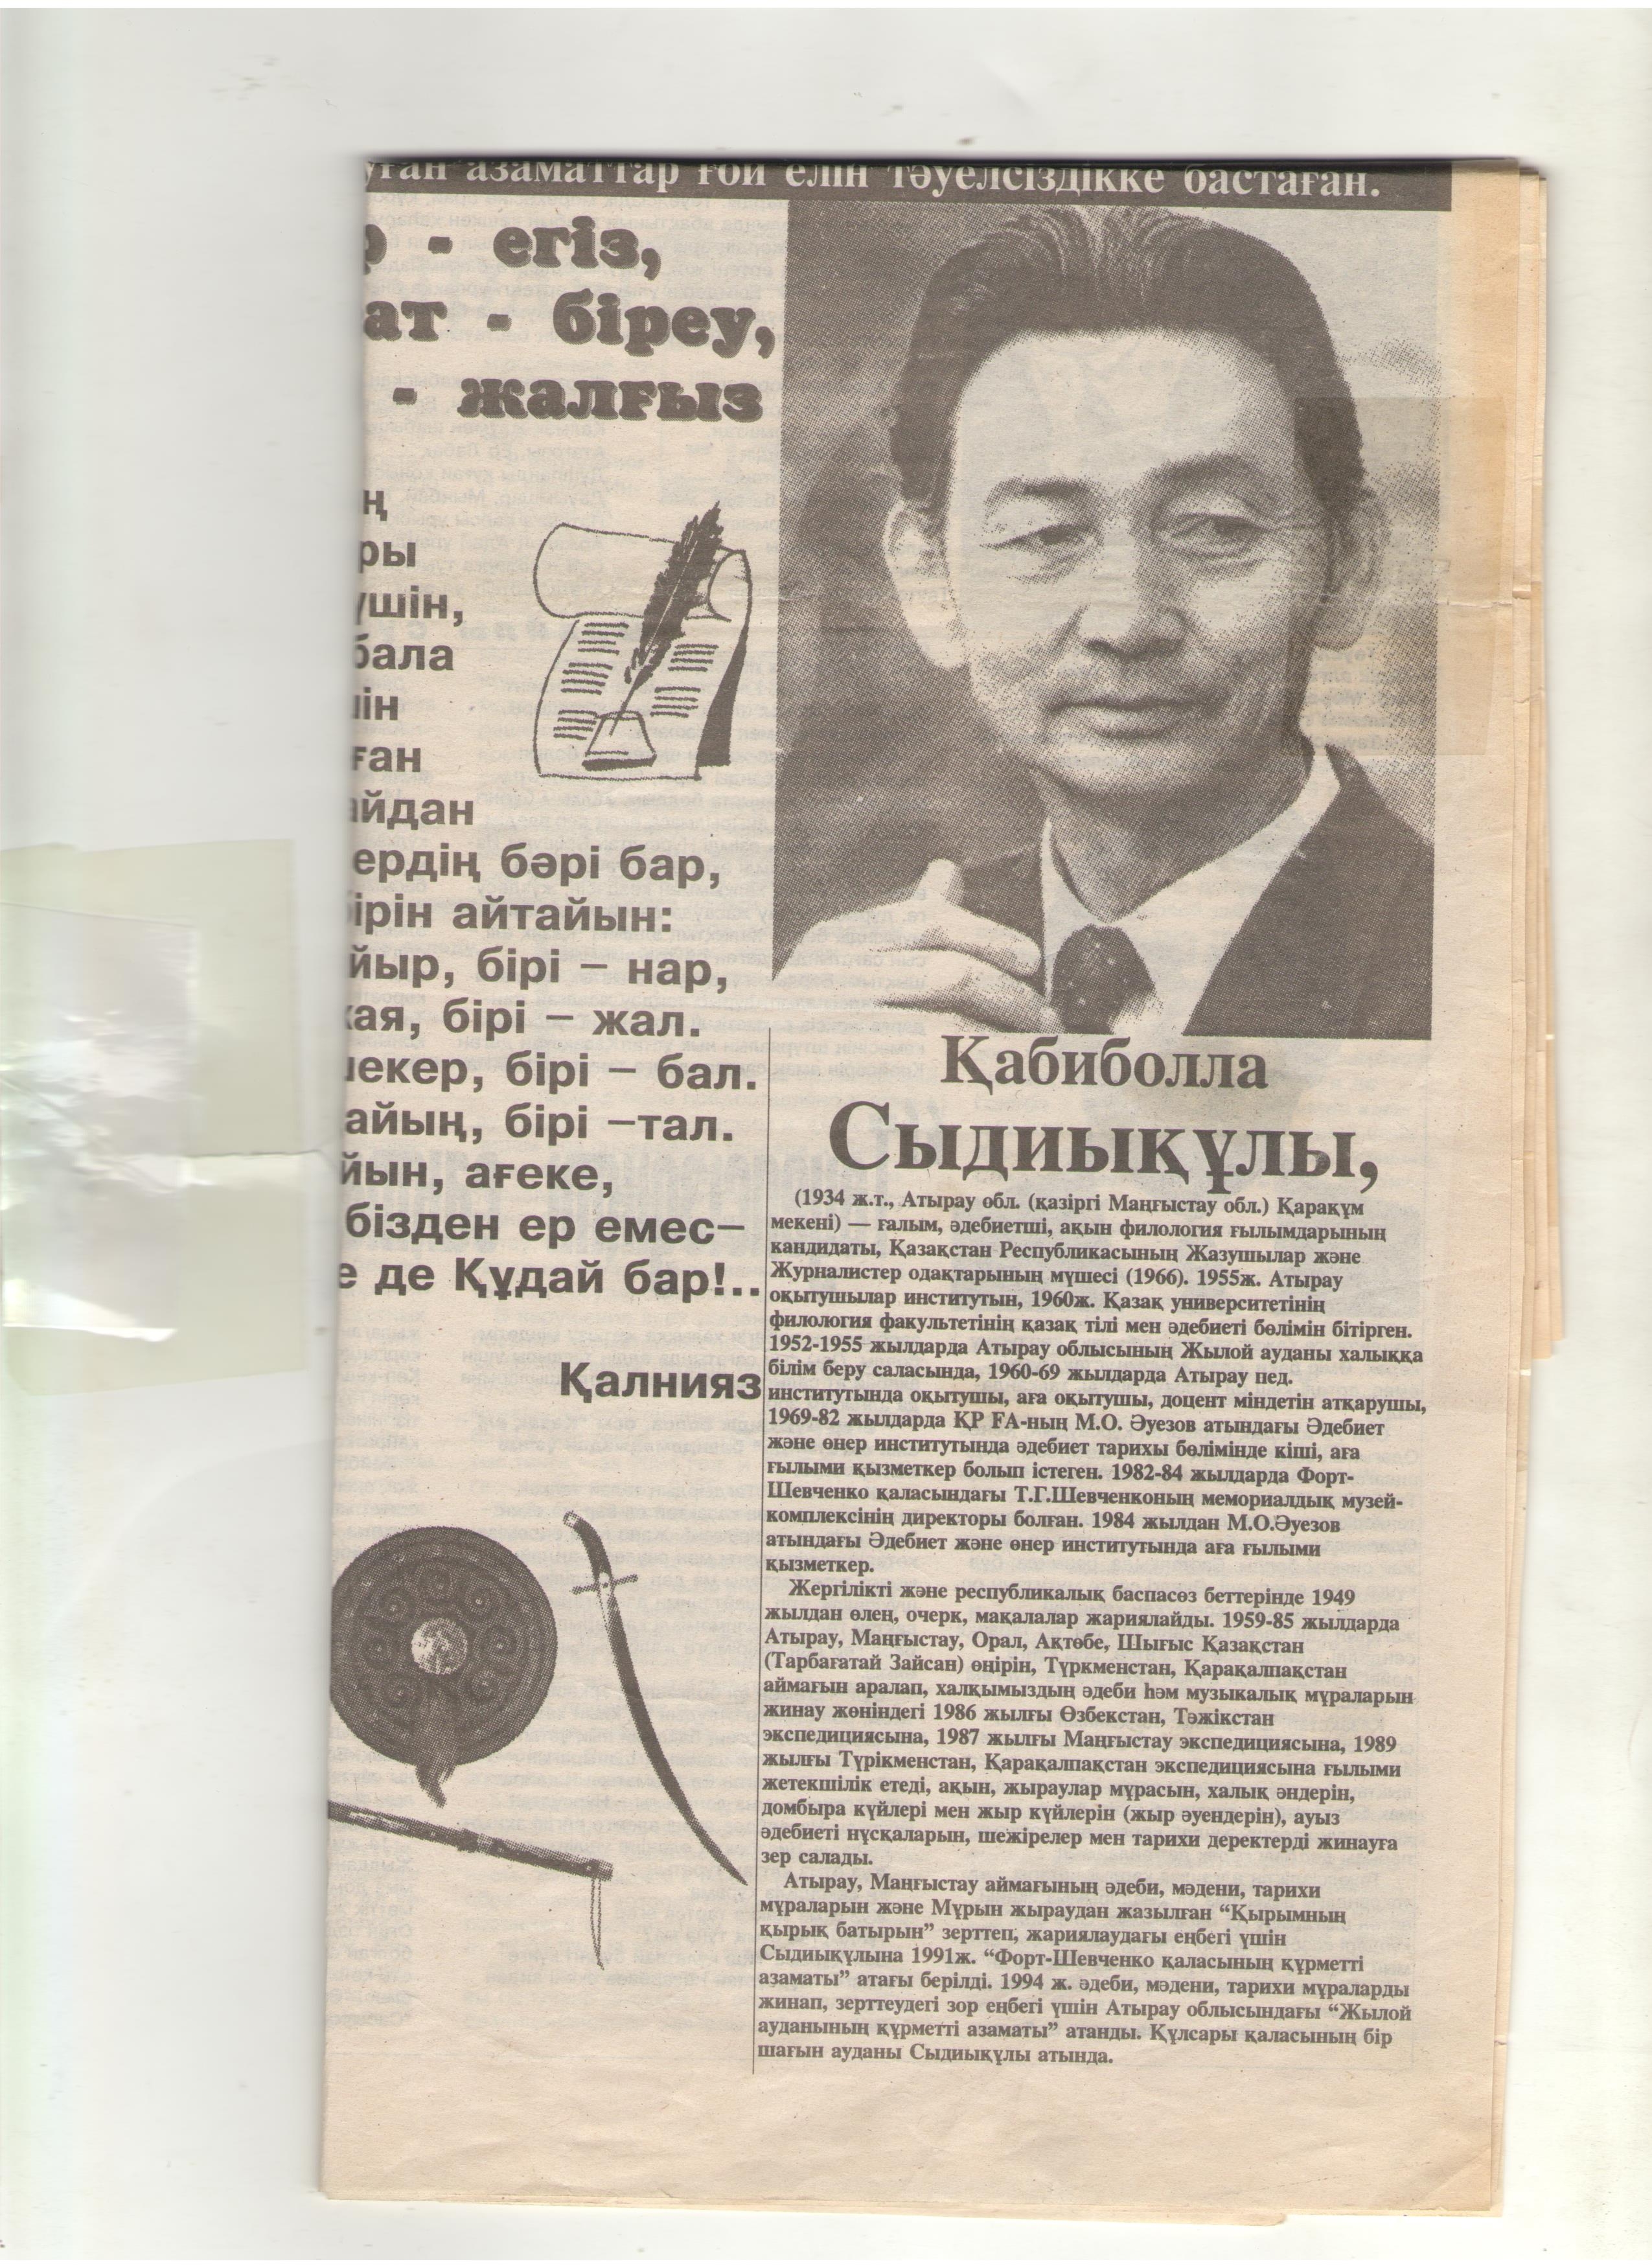 азаматтар ғой елін тәуелсіздікке бастаған.
- егіз,
- біреу,
- жалғыз
бала
бәрі бар,
айтайын:
бірі – нар,
бірі – жал.
бірі – бал.
бірі –тал.
ағеке,
бізден ер емес–
де Құдай бар!..
Қалнияз
Қабиболла
Сыдиықұлы,
(1934 ж.т., Атырау обл. (қазіргі Маңғыстау обл.) Қарақұм
мекені) — ғалым, әдебиетші, ақын филология ғылымдарының
кандидаты, Қазақстан Республикасының Жазушылар және
Журналистер одақтарының мүшесі (1966). 1955ж. Атырау
оқытушылар институтын, 1960ж. Қазақ университетінің
филология факультетінің қазақ тілі мен әдебиеті бөлімін бітірген.
1952-1955 жылдарда Атырау облысының Жылой ауданы халыққа
білім беру саласында, 1960-69 жылдарда Атырау пед.
институтында оқытушы, аға оқытушы, доцент міндетін атқарушы,
1969-82 жылдарда ҚР ҒА-ның М.О. Әуезов атындағы Әдебиет
және өнер институтында әдебиет тарихы бөлімінде кіші, аға
ғылыми қызметкер болып істеген. 1982-84 жылдарда Форт-
Шевченко қаласындағы Т.Г.Шевченконың мемориалдық музей-
комплексінің директоры болған. 1984 жылдан М.О.Әуезов
атындағы Әдебиет және өнер институтында аға ғылыми
қызметкер.
Жергілікті және республикалық баспасөз беттерінде 1949
жылдан өлең, очерк, мақалалар жариялайды. 1959-85 жылдарда
Атырау, Маңғыстау, Орал, Ақтөбе, Шығыс Қазақстан
(Тарбағатай Зайсан) өңірін, Түркменстан, Қарақалпақстан
аймағын аралап, халқымыздың әдеби һәм музыкалық мұраларын
жинау жөніндегі 1986 жылғы Өзбекстан, Тәжікстан
экспедициясына, 1987 жылғы Маңғыстау экспедициясына, 1989
жылғы Түрікменстан, Қарақалпақстан экспедициясына ғылыми
жетекшілік етеді, ақын, жыраулар мұрасын, халық әндерін,
домбыра күйлері мен жыр күйлерін (жыр әуендерін), ауыз
әдебиеті нұсқаларын, шежірелер мен тарихи деректерді жинауға
зер салады.
Атырау, Маңғыстау аймағының әдеби, мәдени, тарихи
мұраларын және Мұрын жыраудан жазылған “Қырымның
қырық батырын” зерттеп, жариялаудағы еңбегі үшін
Сыдиықұлына 1991ж. “Форт-Шевченко қаласының құрметті
азаматы” атағы берілді. 1994 ж. әдеби, мәдени, тарихи мұраларды
жинап, зерттеудегі зор еңбегі үшін Атырау облысындағы “Жылой
ауданының құрметті азаматы” атанды. Құлсары қаласының бір
шағын ауданы Сыдиықұлы атында.